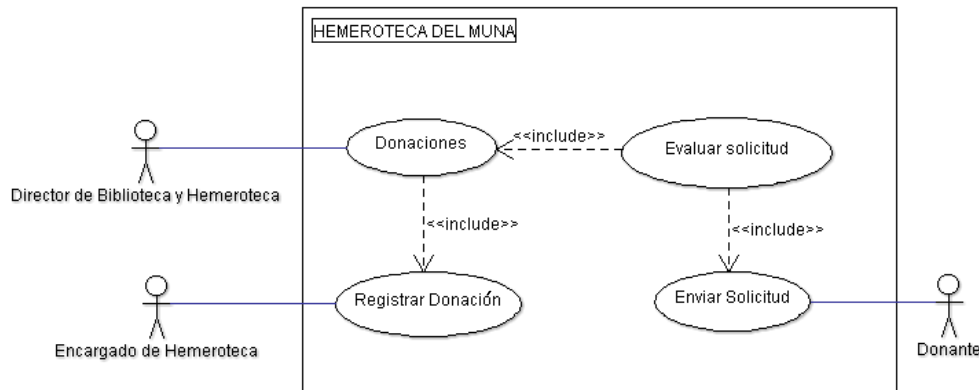 HEMEROTECA DEL MUNA
Donaciones
<<include>>
Evaluar solicitud
Director de Biblioteca y Hemeroteca
<<include>>
<<include>>
Registrar Donación
Enviar Solicitud
Encargado de Hemeroteca
Donante